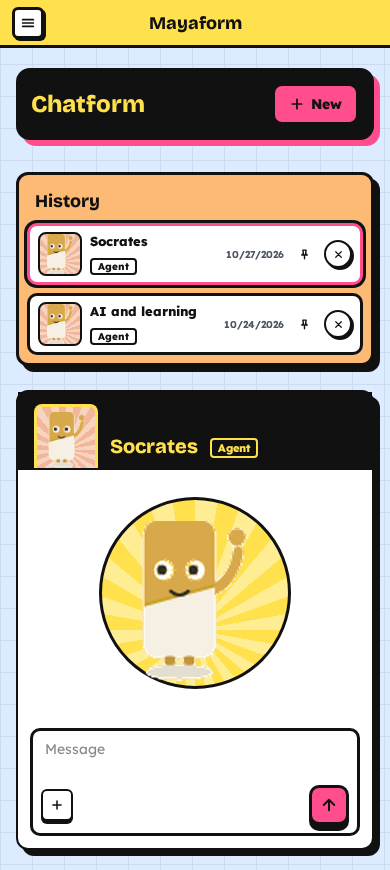 Mayaform
Chatform
+ New
History
Socrates
10/27/2026
Agent
AI and learning
10/24/2026
Agent
Socrates
Agent
Message